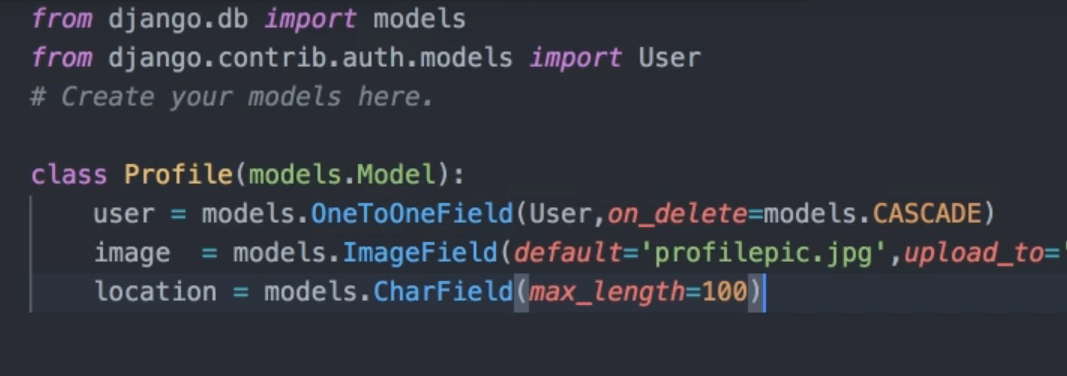 from django.db import models
from django.contrib.auth.models import User
# Create your models here.
class Profile(models.Model):
user = models.OneToOneField(User,on_delete=models.CASCADE)
image  = models.ImageField(default='profilepic.jpg',upload_to='
location = models.CharField(max_length=100)